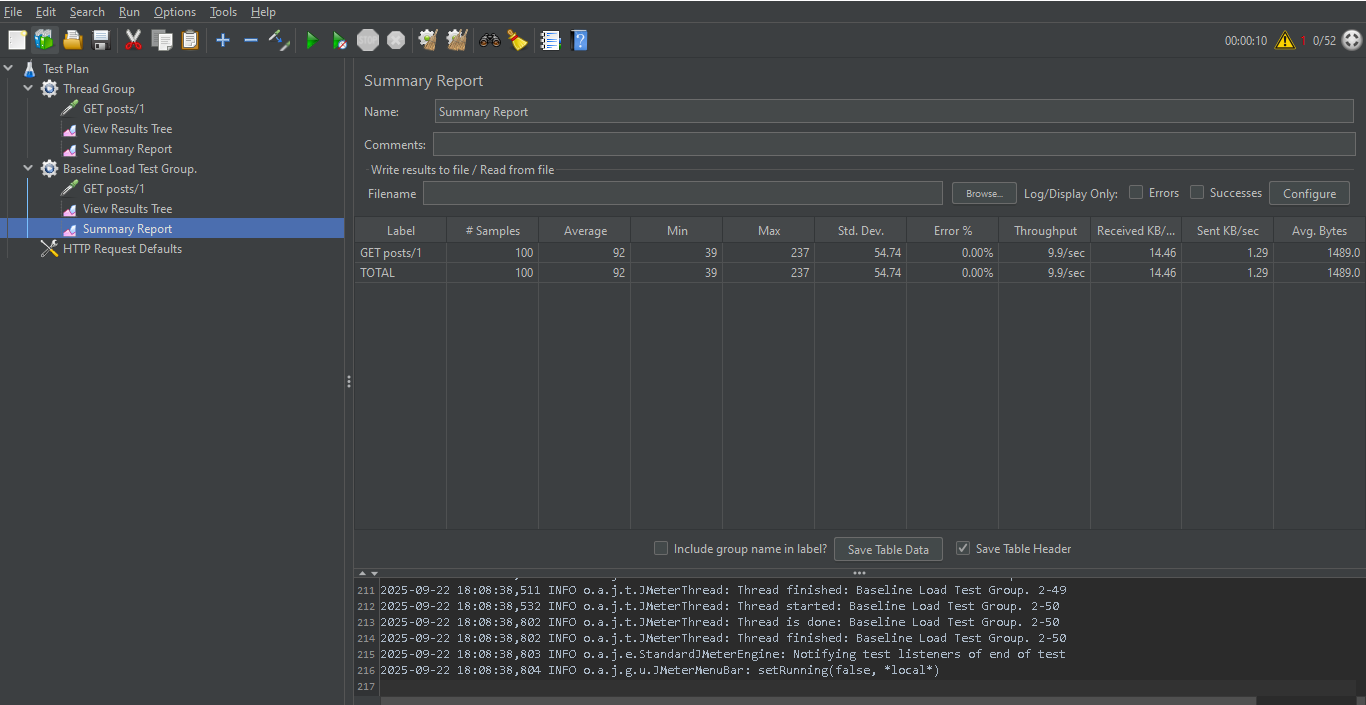 File Edit Search Run Options Tools Help
00:00:10 1 0/52
Test Plan
Thread Group
GET posts/1
View Results Tree
Summary Report
Baseline Load Test Group.
GET posts/1
View Results Tree
Summary Report
HTTP Request Defaults
Summary Report
Name: Summary Report
Comments:
Write results to file / Read from file
Filename Browse... Log/Display Only: Errors Successes Configure
Label # Samples Average Min Max Std. Dev. Error % Throughput Received KB/... Sent KB/sec Avg. Bytes
GET posts/1 100 92 39 237 54.74 0.00% 9.9/sec 14.46 1.29 1489.0
TOTAL 100 92 39 237 54.74 0.00% 9.9/sec 14.46 1.29 1489.0
Include group name in label? Save Table Data Save Table Header
211 2025-09-22 18:08:38,511 INFO o.a.j.t.JMeterThread: Thread finished: Baseline Load Test Group. 2-49
212 2025-09-22 18:08:38,532 INFO o.a.j.t.JMeterThread: Thread started: Baseline Load Test Group. 2-50
213 2025-09-22 18:08:38,802 INFO o.a.j.t.JMeterThread: Thread is done: Baseline Load Test Group. 2-50
214 2025-09-22 18:08:38,802 INFO o.a.j.t.JMeterThread: Thread finished: Baseline Load Test Group. 2-50
215 2025-09-22 18:08:38,803 INFO o.a.j.e.StandardJMeterEngine: Notifying test listeners of end of test
216 2025-09-22 18:08:38,804 INFO o.a.j.g.u.JMeterMenuBar: setRunning(false, *local*)
217